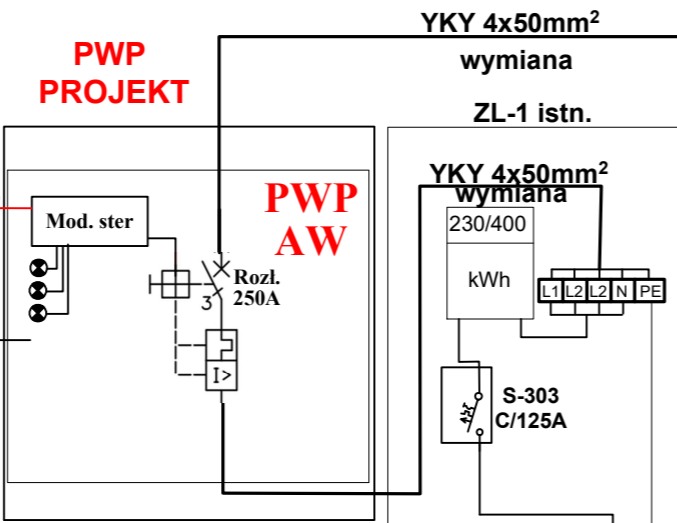 YKY 4x50mm²
wymiana
PWP
PROJEKT
ZL-1 istn.
YKY 4x50mm²
wymiana
PWP
AW
Mod. ster
230/400
kWh
Rozł.
250A
3
L1 L2 L2 N PE
I>
S-303
C/125A